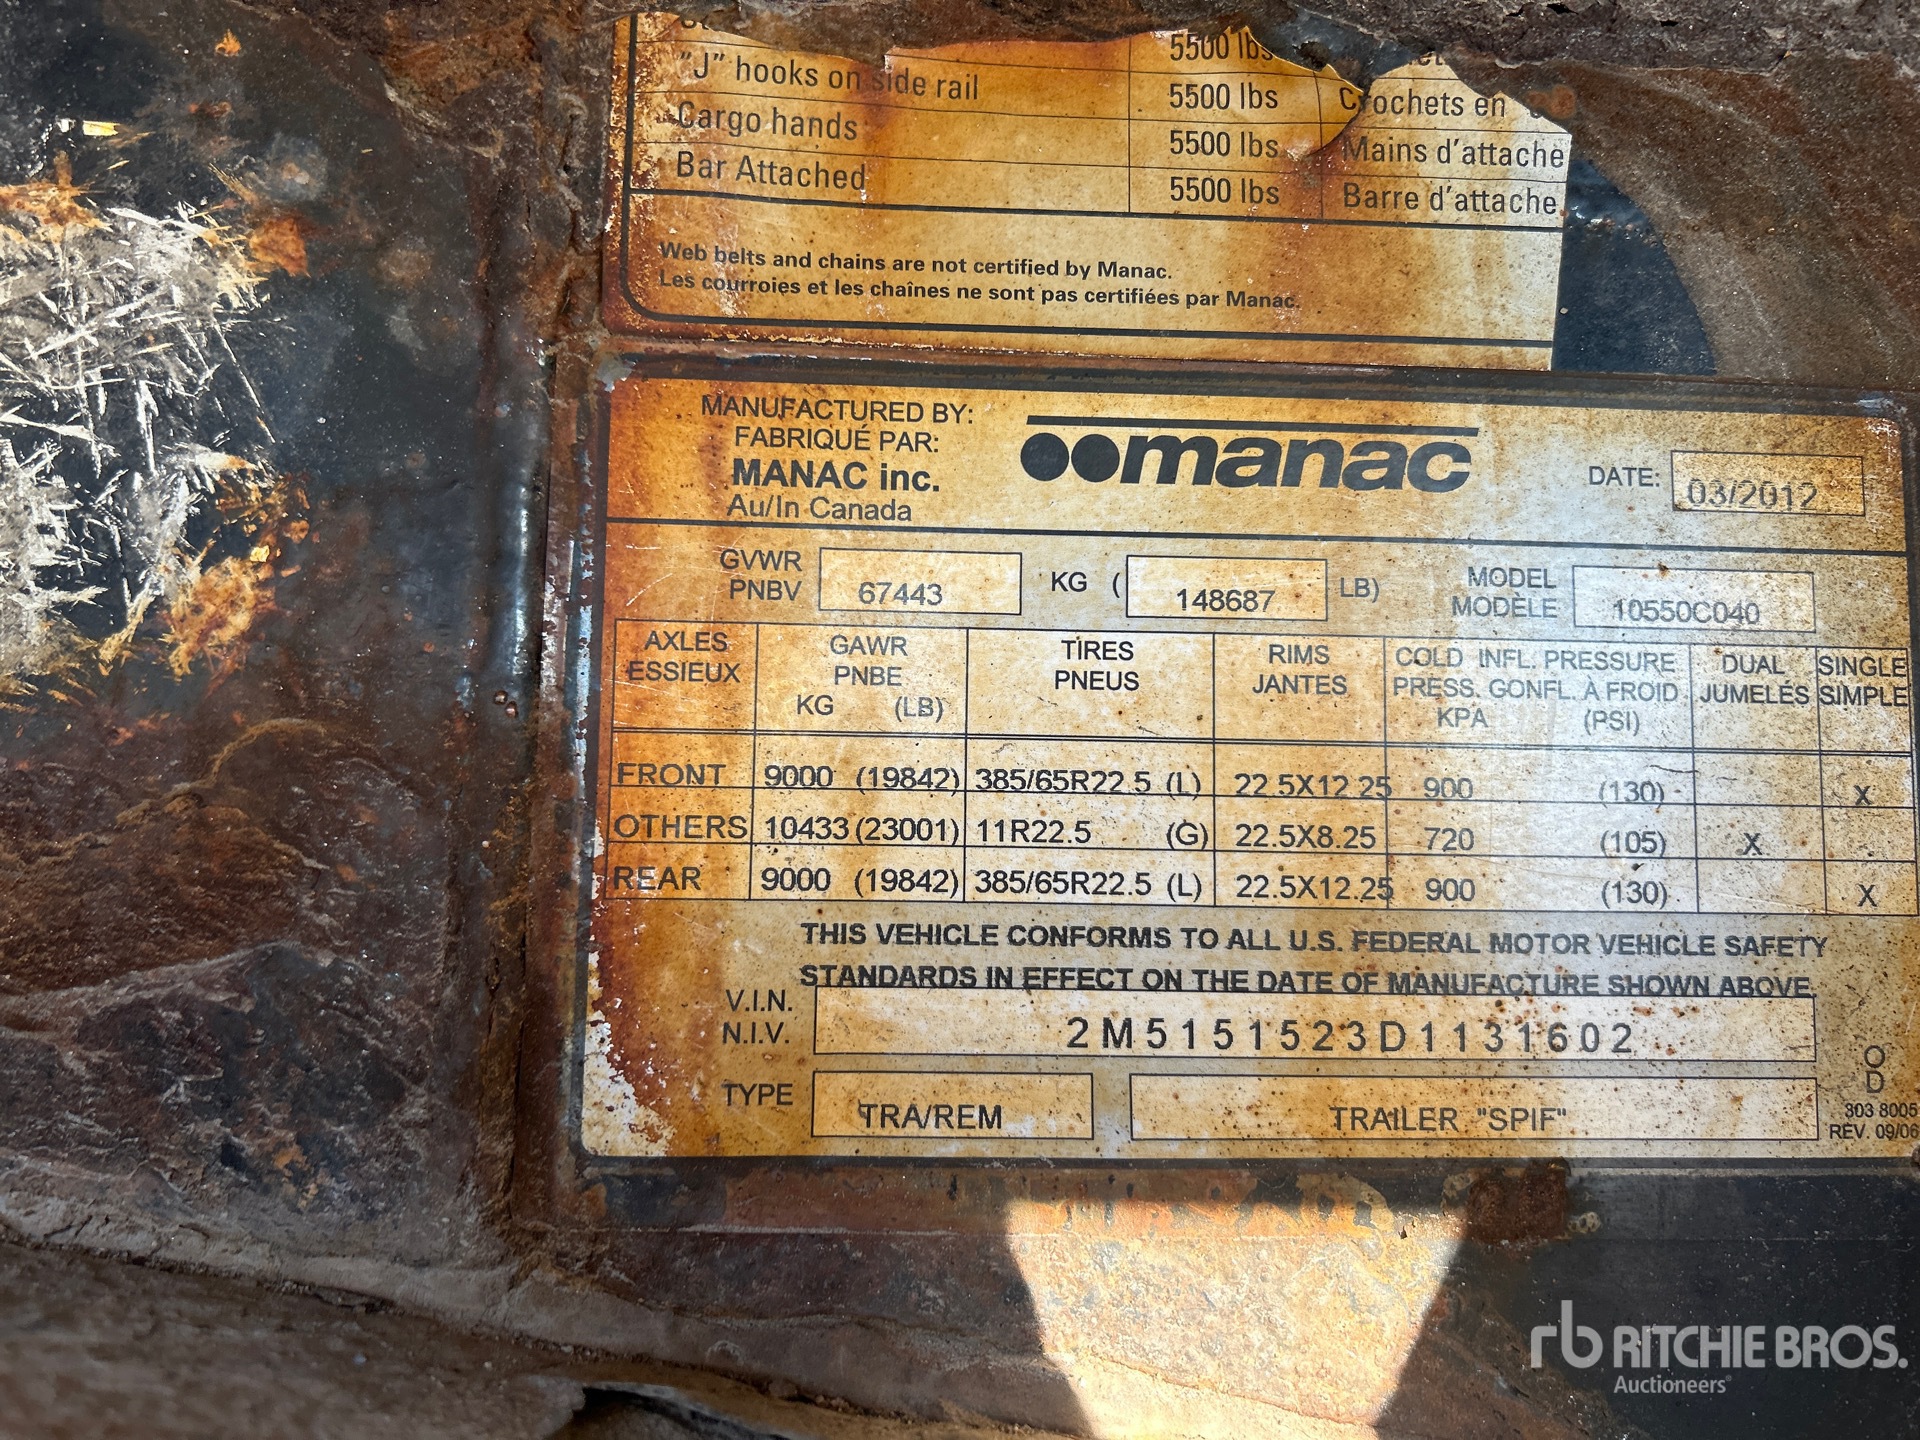 5500 lbs
"J" hooks on side rail 5500 lbs Crochets en
Cargo hands 5500 lbs Mains d'attache
Bar Attached 5500 lbs Barre d'attache
Web belts and chains are not certified by Manac.
Les courroies et les chaînes ne sont pas certifiées par Manac.
MANUFACTURED BY:
FABRIQUÉ PAR:
MANAC inc.
Au/In Canada
manac
DATE: 03/2012
GVWR
PNBV 67443 KG ( 148687 LB)
MODEL
MODÈLE 10550C040
AXLES GAWR TIRES RIMS COLD INFL. PRESSURE DUAL SINGLE
ESSIEUX PNBE PNEUS JANTES PRESS. GONFL. À FROID JUMELÉS SIMPLE
KG (LB) KPA (PSI)
FRONT 9000 (19842) 385/65R22.5 (L) 22.5X12.25 900 (130) X
OTHERS 10433 (23001) 11R22.5 (G) 22.5X8.25 720 (105) X
REAR 9000 (19842) 385/65R22.5 (L) 22.5X12.25 900 (130) X
THIS VEHICLE CONFORMS TO ALL U.S. FEDERAL MOTOR VEHICLE SAFETY
STANDARDS IN EFFECT ON THE DATE OF MANUFACTURE SHOWN ABOVE.
V.I.N.
N.I.V. 2M5151523D1131602
TYPE TRA/REM TRAILER "SPIF"
O
D
303 8005
REV. 09/06
rb RITCHIE BROS.
Auctioneers